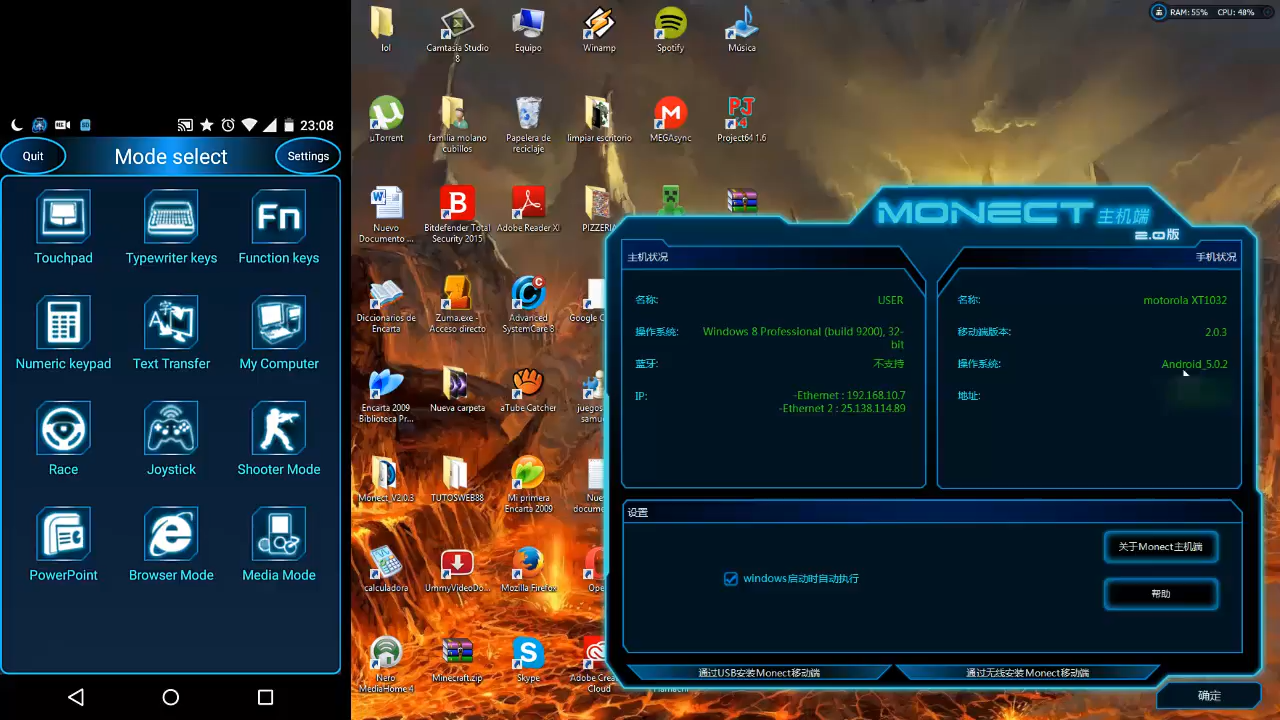 23:08
Quit
Mode select
Settings
Fn
Touchpad
Typewriter keys
Function keys
Numeric keypad
Text Transfer
My Computer
Race
Joystick
Shooter Mode
PowerPoint
Browser Mode
Media Mode
RAM: 55% CPU: 48%
lol
Camtasia Studio
8
Equipo
Winamp
Spotify
Música
µTorrent
familia molano
cubillos
Papelera de
reciclaje
limpiar escritorio
MEGAsync
Project64 1.6
Nuevo
Documento ...
Bitdefender Total
Security 2015
Adobe Reader XI
PIZZERIA
Diccionarios de
Encarta
Zuma.exe -
Acceso directo
Advanced
SystemCare 8
Google C
Encarta 2009
Biblioteca Pr...
Nueva carpeta
aTube Catcher
juegos
samu
Monect_V2.0.3
TUTOSWEB88
Mi primera
Encarta 2009
Nue
docume
calculadora
UmmyVideoDo...
Mozilla Firefox
Ope
Nero
MediaHome 4
Minecraft.zip
Skype
Adobe Crea
Cloud
Hamachi
MONECT 主机端
2.0版
主机状况
名称: USER
操作系统: Windows 8 Professional (build 9200), 32-
bit
蓝牙: 不支持
IP: -Ethernet : 192.168.10.7
-Ethernet 2 : 25.138.114.89
手机状况
名称: motorola XT1032
移动端版本: 2.0.3
操作系统: Android_5.0.2
地址:
设置
windows启动时自动执行
关于Monect主机端
帮助
通过USB安装Monect移动端
通过无线安装Monect移动端
确定